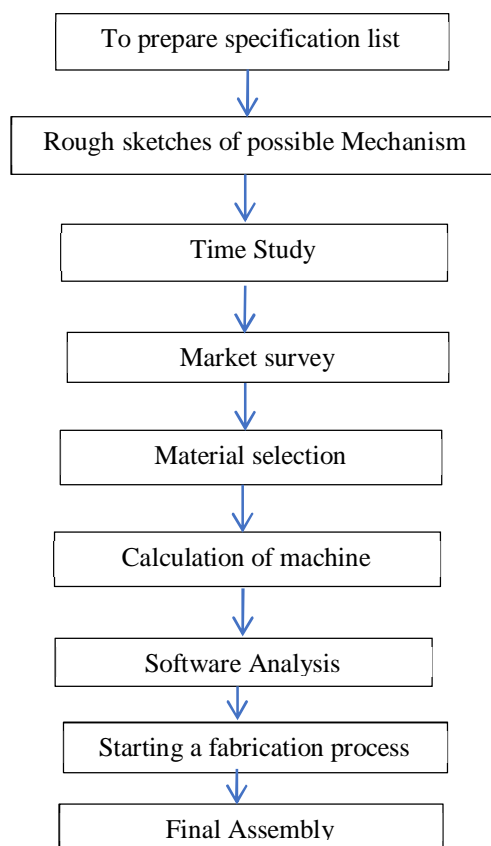 To prepare specification list
Rough sketches of possible Mechanism
Time Study
Market survey
Material selection
Calculation of machine
Software Analysis
Starting a fabrication process
Final Assembly